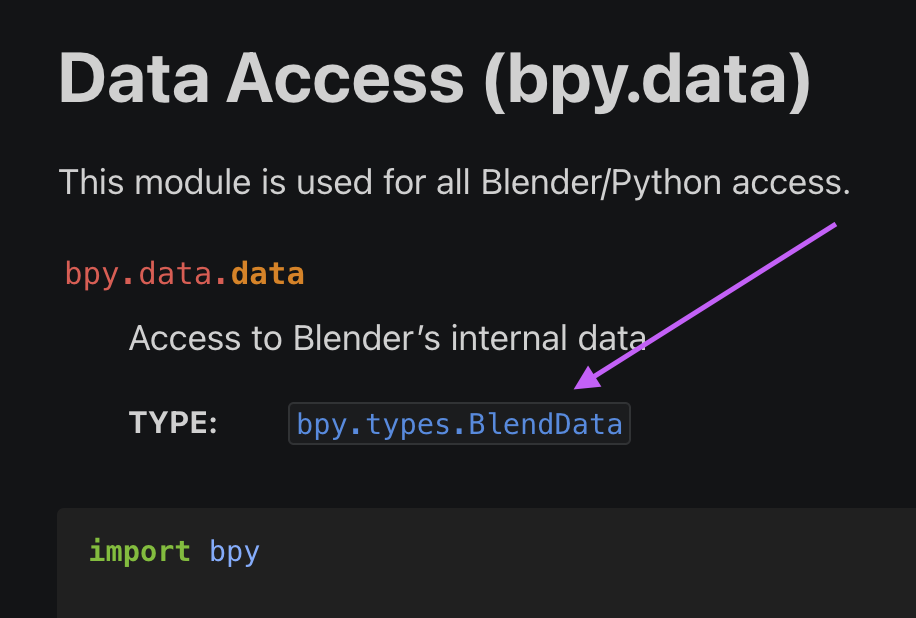 Data Access (bpy.data)
This module is used for all Blender/Python access.
bpy.data.data
Access to Blender’s internal data
TYPE: bpy.types.BlendData
import bpy